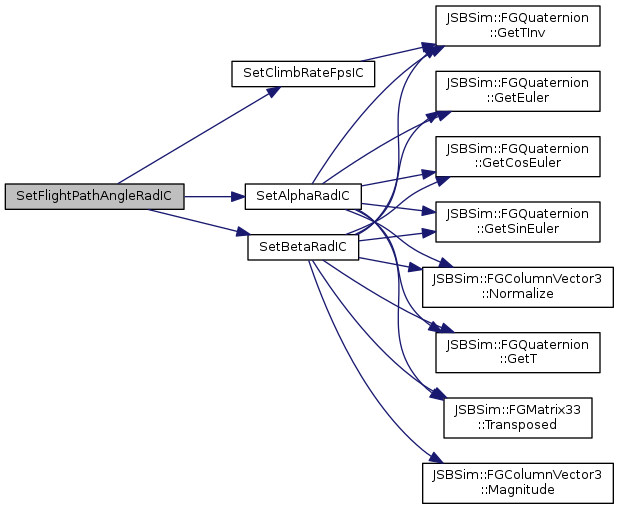 SetFlightPathAngleRadIC
SetClimbRateFpsIC
SetAlphaRadIC
SetBetaRadIC
JSBSim::FGQuaternion
::GetTInv
JSBSim::FGQuaternion
::GetEuler
JSBSim::FGQuaternion
::GetCosEuler
JSBSim::FGQuaternion
::GetSinEuler
JSBSim::FGColumnVector3
::Normalize
JSBSim::FGQuaternion
::GetT
JSBSim::FGMatrix33
::Transposed
JSBSim::FGColumnVector3
::Magnitude